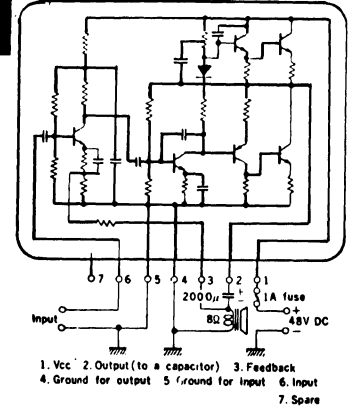 7 6 5 4 3 2 1
2000μ + −
1A fuse
Input
8Ω
+
48V DC
−
1. Vcc 2. Output (to a capacitor) 3. Feedback
4. Ground for output 5 Ground for Input 6. Input
7. Spare